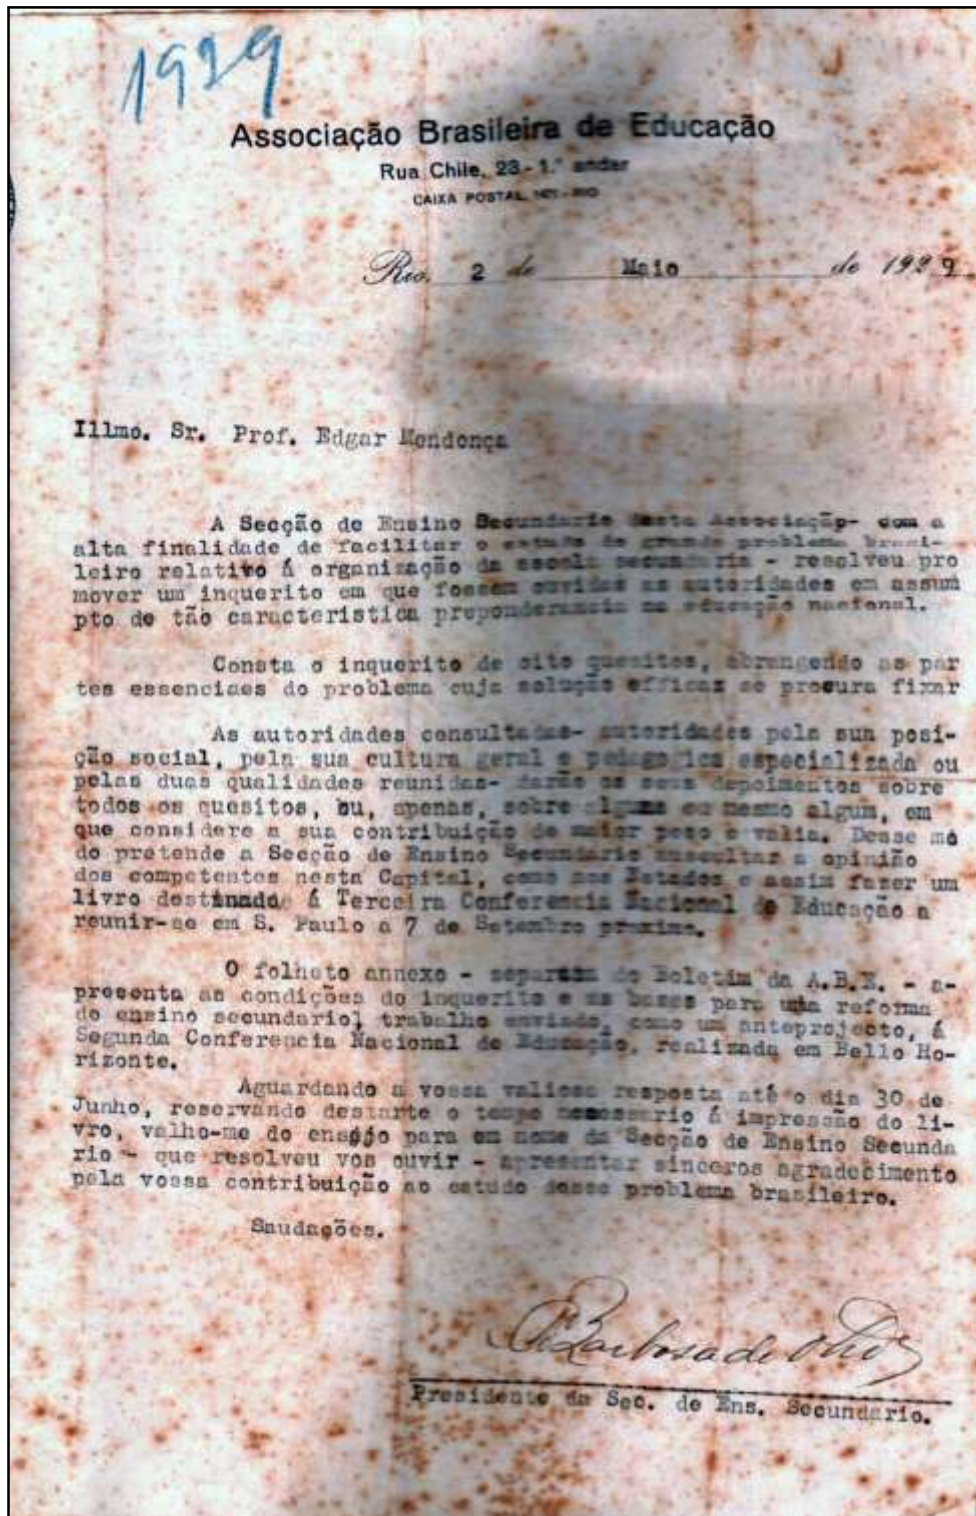 1929
Associação Brasileira de Educação
Rua Chile, 23 - 1.º andar
CAIXA POSTAL - RIO
Rio, 2 de Maio de 1929
Illmo. Sr. Prof. Edgar Mendonça
A Secção de Ensino Secundario desta Associação- com a
alta finalidade de facilitar o estudo do grande problema brasi-
leiro relativo á organização da escola secundaria - resolveu pro
mover um inquerito em que fossem ouvidas as autoridades em assum
pto de tão caracteristica preponderancia na educação nacional.
Consta o inquerito de oito quesitos, abrangendo as par
tes essenciaes do problema cuja solução efficaz se procura fixar
As autoridades consultadas- autoridades pela sua posi-
ção social, pela sua cultura geral e pedagogica especializada ou
pelas duas qualidades reunidas- darão os seus depoimentos sobre
todos os quesitos, ou, apenas, sobre alguns ou mesmo algum, em
que considere a sua contribuição de maior peso e valia. Desse mo
do pretende a Secção de Ensino Secundario auscultar a opinião
dos competentes nesta Capital, como nos Estados e assim fazer um
livro destinado á Terceira Conferencia Nacional de Educação a
reunir-se em S. Paulo a 7 de Setembro proximo.
O folheto annexo - separata do Boletim da A.B.E. - a-
presenta as condições do inquerito e as bases para uma reforma
do ensino secundario, trabalho enviado, como um anteprojecto, á
Segunda Conferencia Nacional de Educação, realizada em Bello Ho-
rizonte.
Aguardando a vossa valiosa resposta até o dia 30 de
Junho, reservando destarte o tempo necessario á impressão do li-
vro, valho-me do ensejo para em nome da Secção de Ensino Secunda
rio - que resolveu vos ouvir - apresentar sinceros agradecimento
pela vossa contribuição ao estudo desse problema brasileiro.
Saudações.
Barbosa de
Presidente da Sec. de Ens. Secundario.